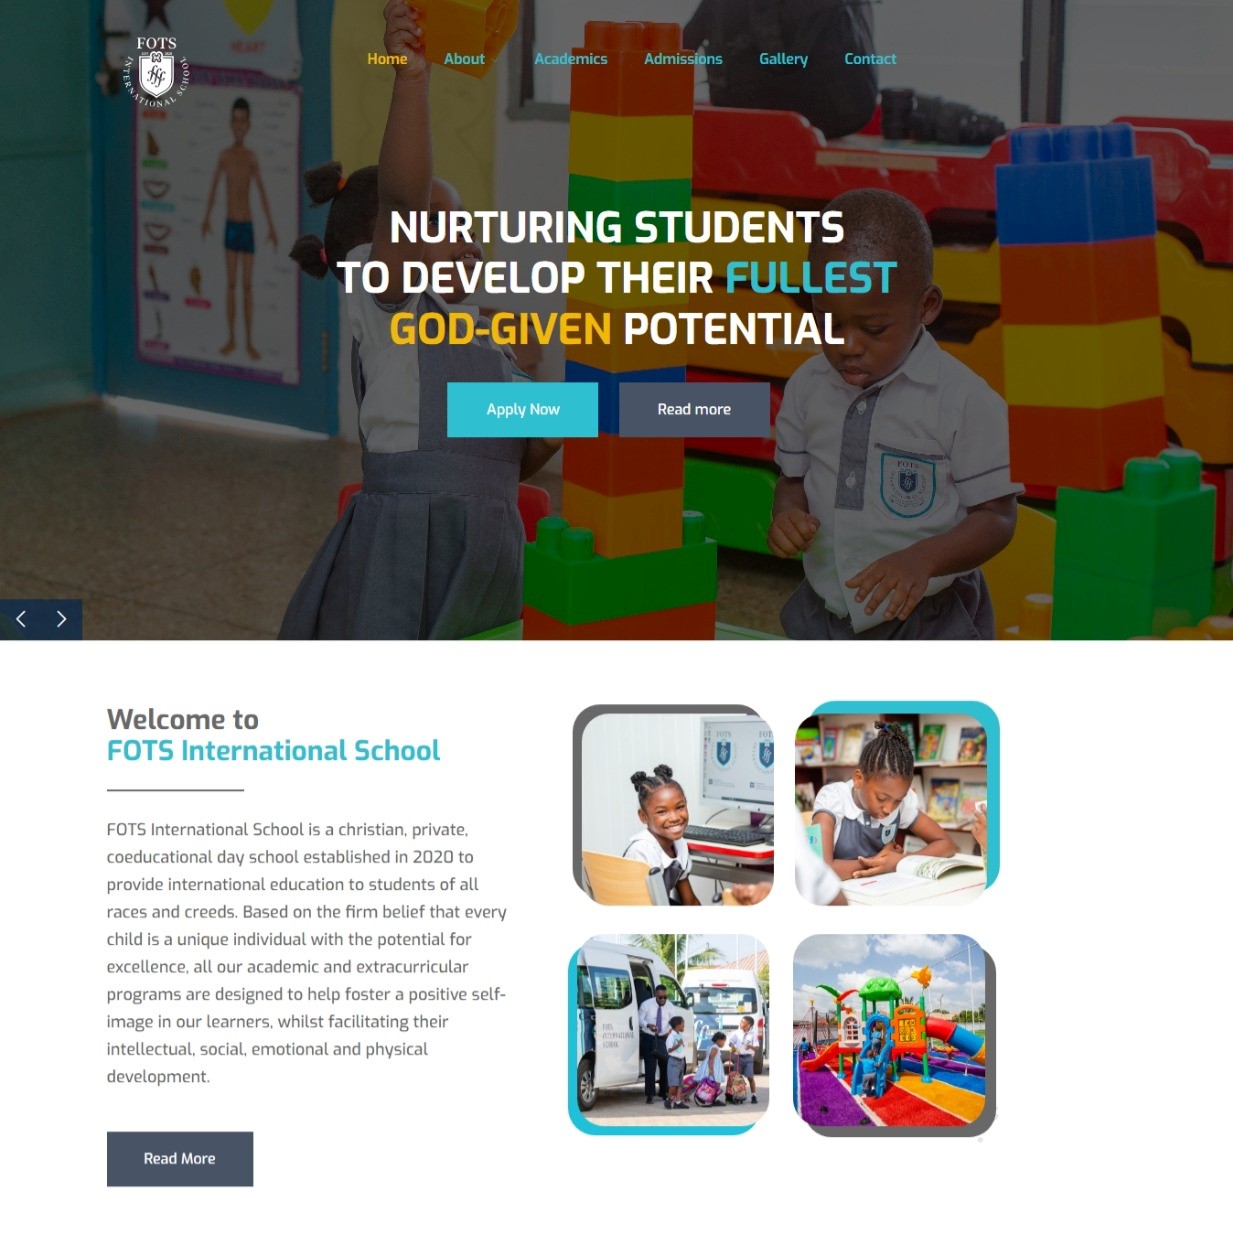 FOTS
INTERNATIONAL SCHOOL
Home
About
Academics
Admissions
Gallery
Contact
HEART
NURTURING STUDENTS
TO DEVELOP THEIR FULLEST
GOD-GIVEN POTENTIAL
Apply Now
Read more
FOTS
Welcome to
FOTS International School
FOTS International School is a christian, private,
coeducational day school established in 2020 to
provide international education to students of all
races and creeds. Based on the firm belief that every
child is a unique individual with the potential for
excellence, all our academic and extracurricular
programs are designed to help foster a positive self-
image in our learners, whilst facilitating their
intellectual, social, emotional and physical
development.
Read More
FOTS